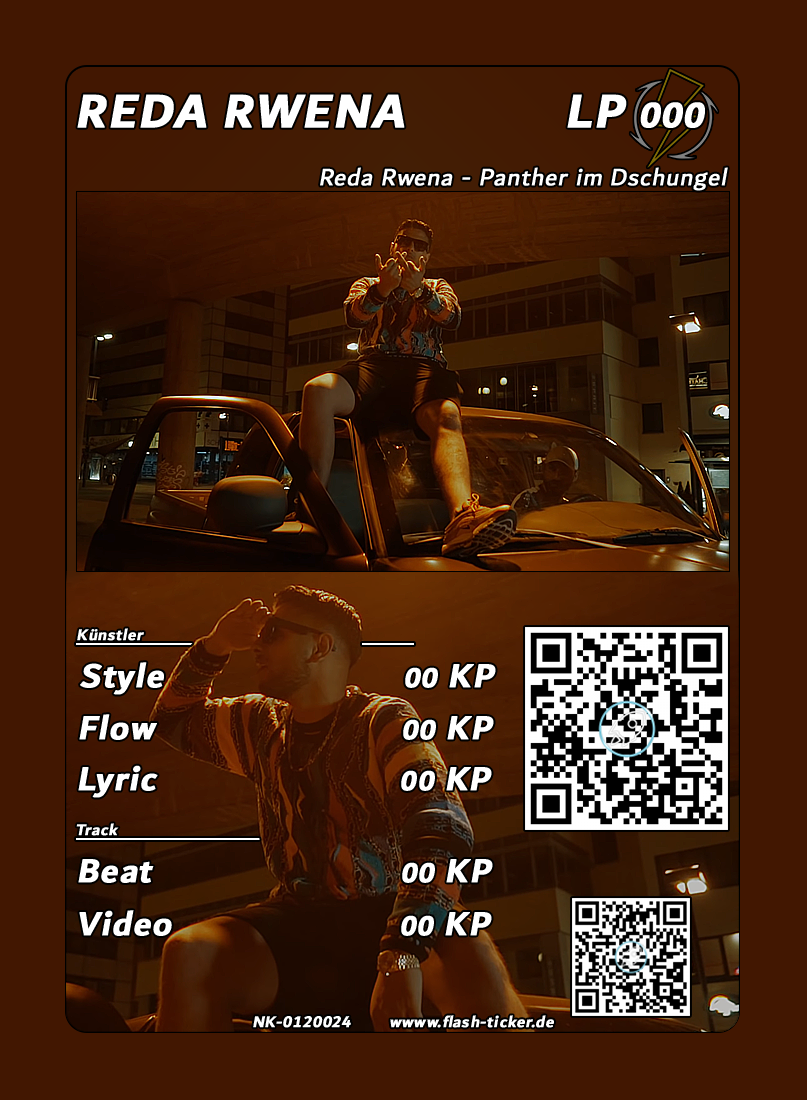 REDA RWENA LP 000
Reda Rwena - Panther im Dschungel
Künstler
Style 00 KP
Flow 00 KP
Lyric 00 KP
Track
Beat 00 KP
Video 00 KP
NK-0120024 www.flash-ticker.de